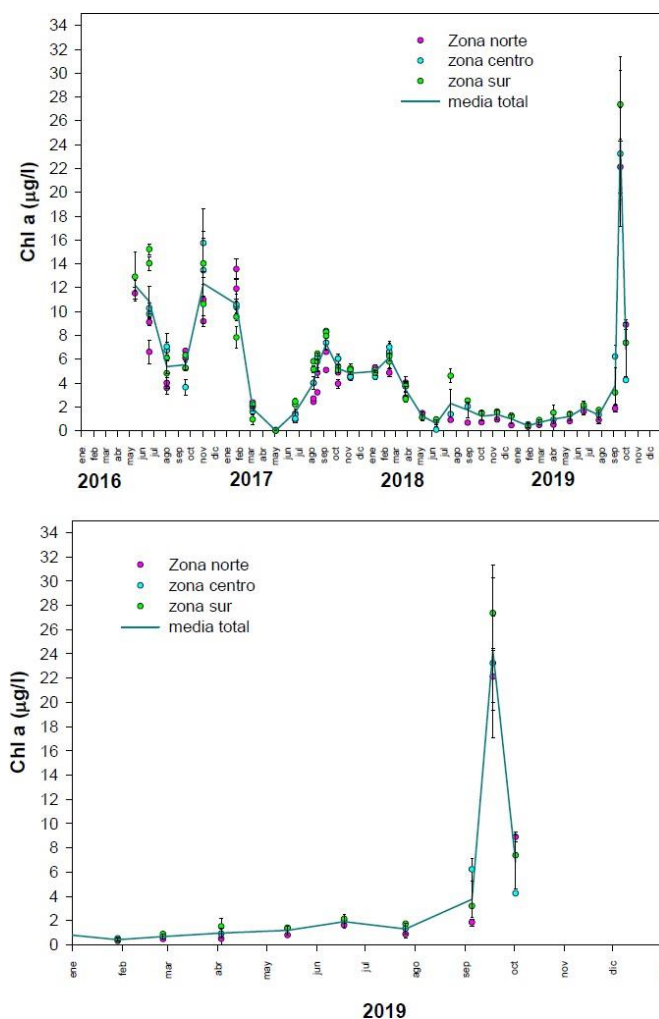 34
32
30
28
26
24
22
20
18
16
14
12
10
8
6
4
2
0
Chl a (µg/l)
Zona norte
zona centro
zona sur
media total
ene feb mar abr may jun jul ago sep oct nov dic ene feb mar abr may jun jul ago sep oct nov dic ene feb mar abr may jun jul ago sep oct nov dic ene feb mar abr may jun jul ago sep oct nov dic
2016 2017 2018 2019
34
32
30
28
26
24
22
20
18
16
14
12
10
8
6
4
2
0
Chl a (µg/l)
Zona norte
zona centro
zona sur
media total
ene feb mar abr may jun jul ago sep oct nov dic
2019